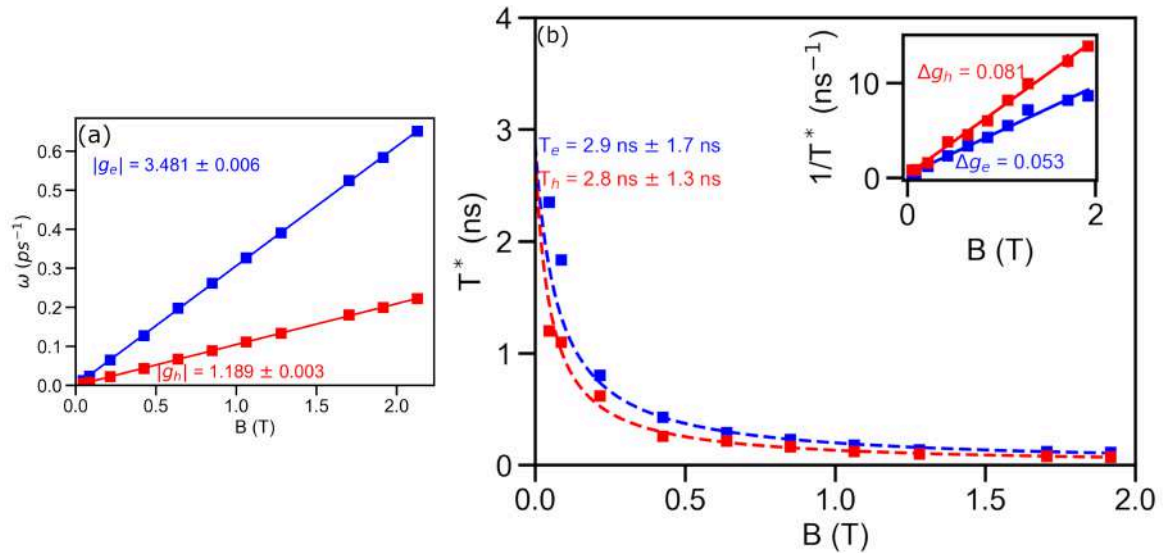 (a)
|gₑ| = 3.481 ± 0.006
|gₕ| = 1.189 ± 0.003
ω (ps⁻¹)
0.6
0.5
0.4
0.3
0.2
0.1
0.0
0.0 0.5 1.0 1.5 2.0
B (T)
(b)
Tₑ = 2.9 ns ± 1.7 ns
Tₕ = 2.8 ns ± 1.3 ns
T* (ns)
4
3
2
1
0
0.0 0.5 1.0 1.5 2.0
B (T)
1/T* (ns⁻¹)
10
0
Δgₕ = 0.081
Δgₑ = 0.053
0 2
B (T)